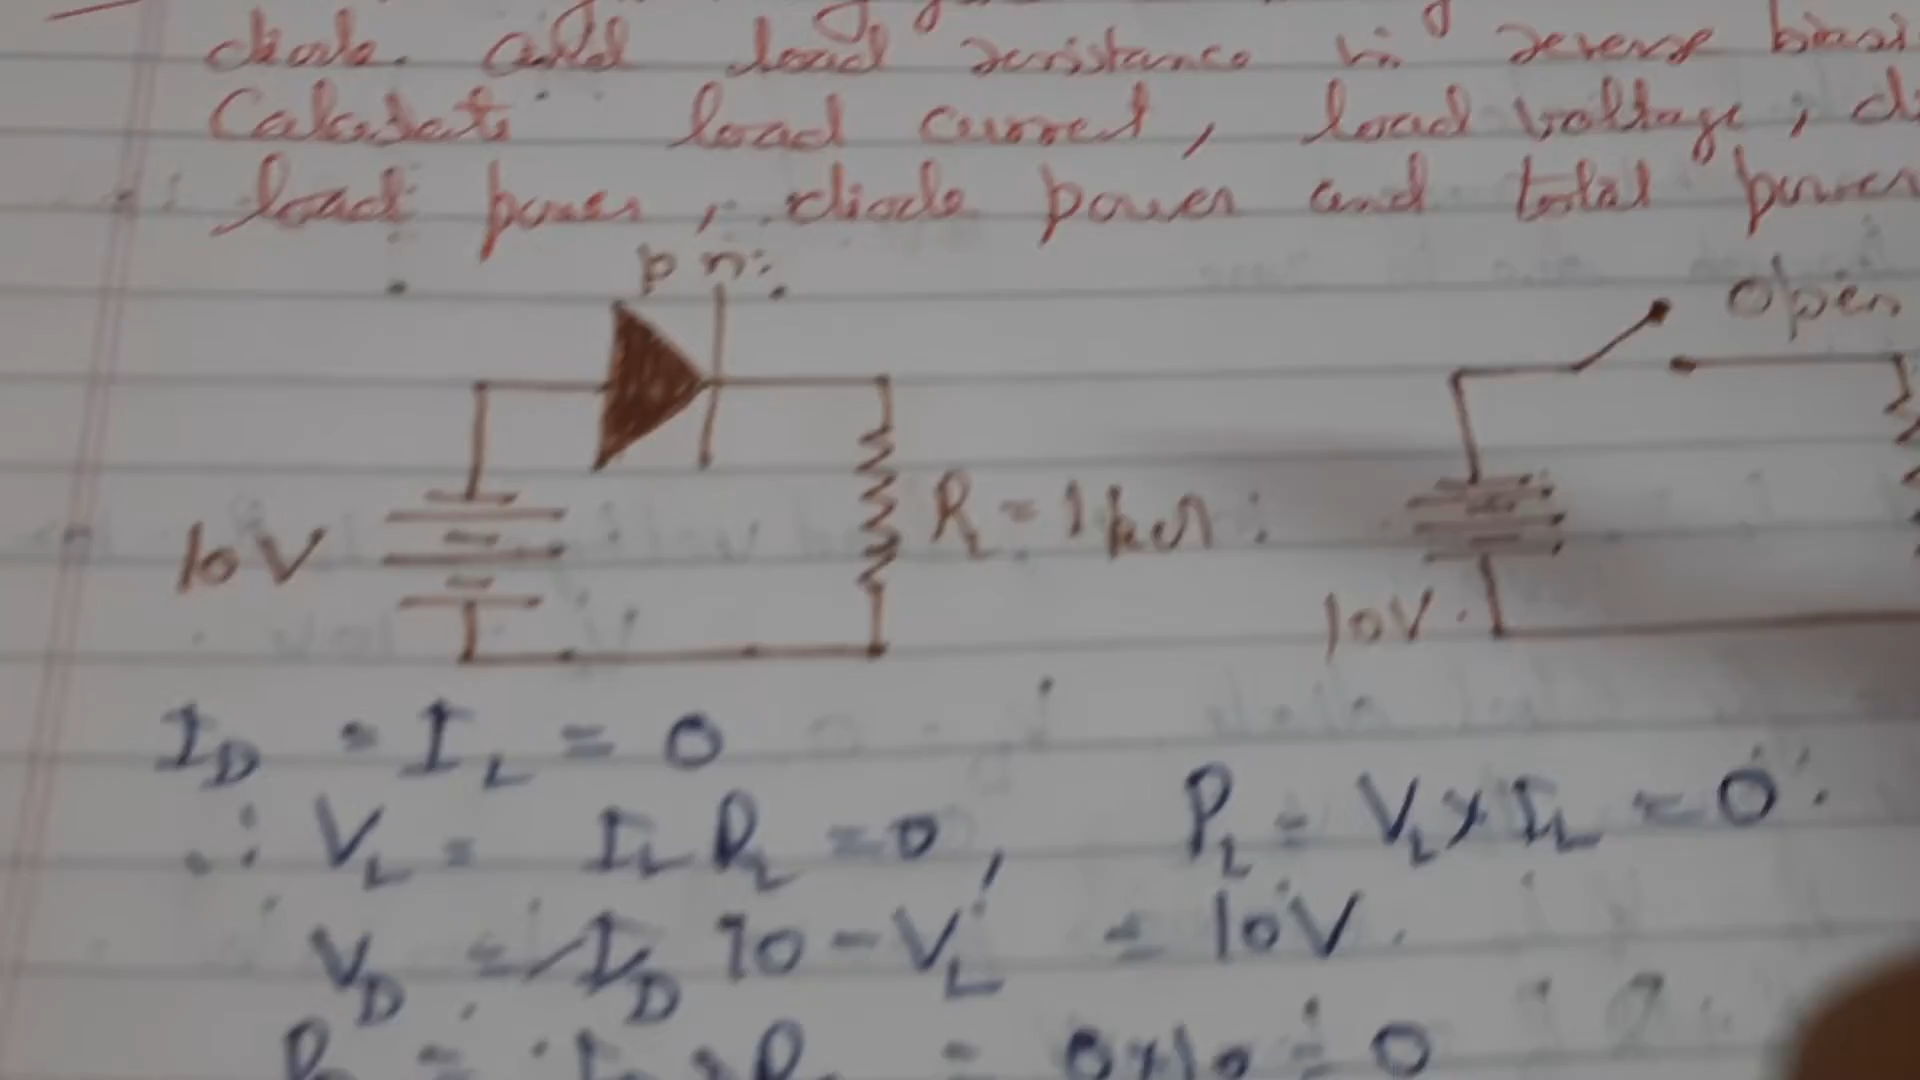 diode. and load resistance in reverse
Calculate load current, load voltage,
load power, diode power and total power
p n
open
10V
R_L = 1kΩ
10V
I_D = I_L = 0
∴ V_L = I_L R_L = 0, P_L = V_L × I_L = 0
V_D = I_D 10 - V_L = 10V.
= 0×10 = 0